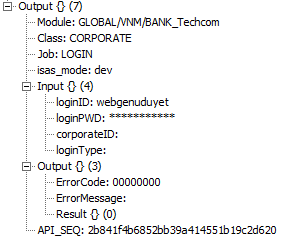 Output {} (7)
Module: GLOBAL/VNM/BANK_Techcom
Class: CORPORATE
Job: LOGIN
isas_mode: dev
Input {} (4)
loginID: webgenuduyet
loginPWD: ***********
corporateID:
loginType:
Output {} (3)
ErrorCode: 00000000
ErrorMessage:
Result {} (0)
API_SEQ: 2b841f4b6852bb39a414551b19c2d620